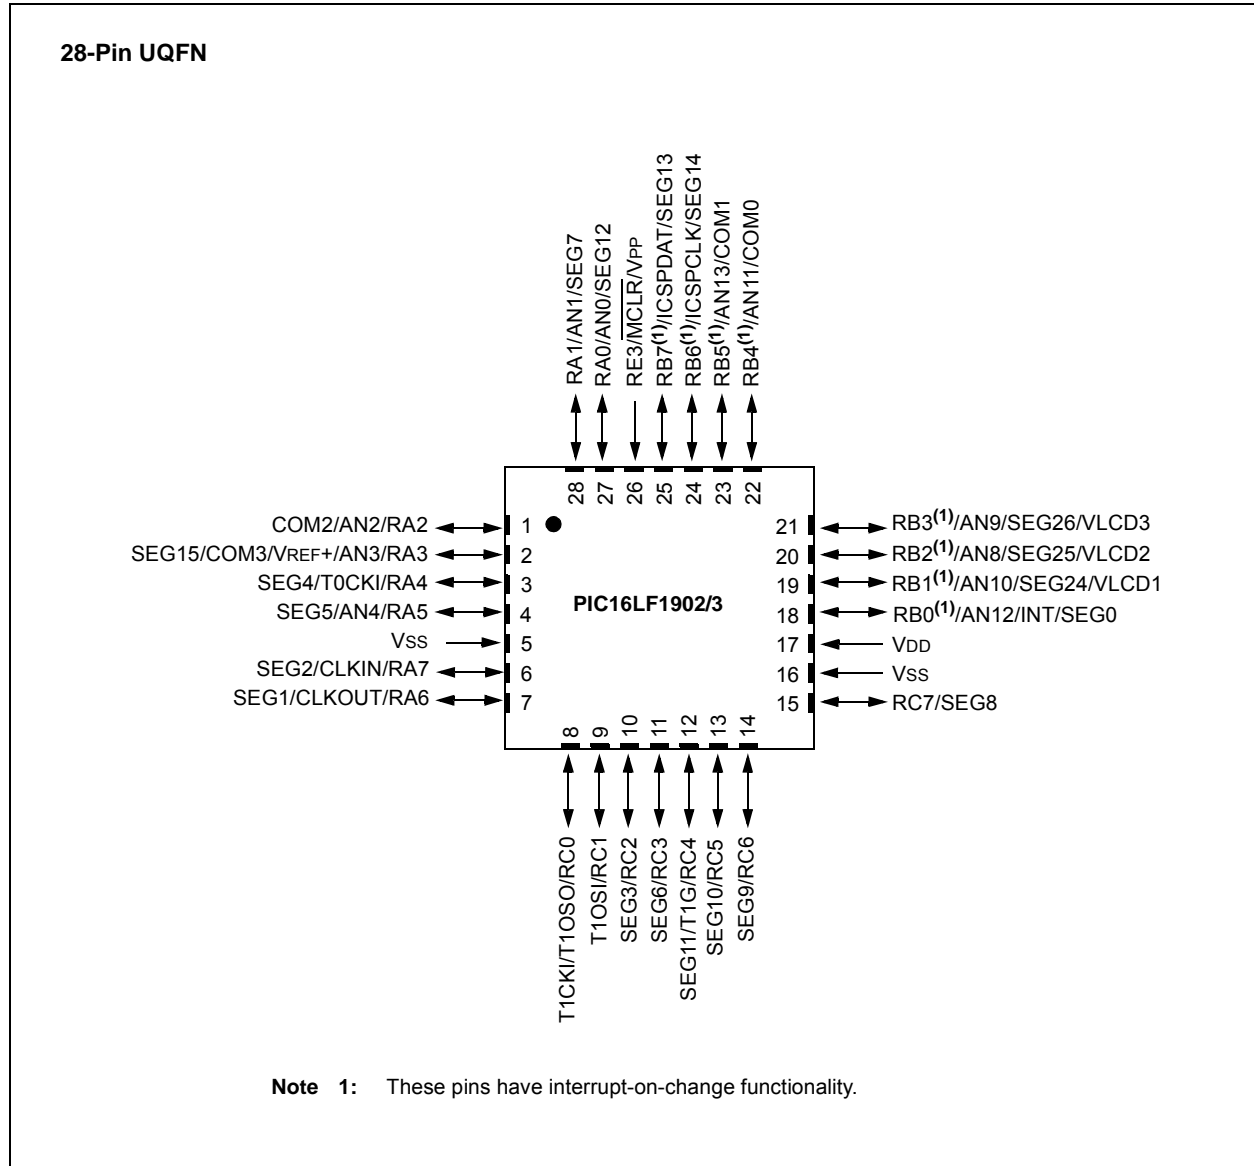 28-Pin UQFN
RA1/AN1/SEG7
RA0/AN0/SEG12
RE3/MCLR/VPP
RB7(1)/ICSPDAT/SEG13
RB6(1)/ICSPCLK/SEG14
RB5(1)/AN13/COM1
RB4(1)/AN11/COM0
28
27
26
25
24
23
22
COM2/AN2/RA2
SEG15/COM3/VREF+/AN3/RA3
SEG4/T0CKI/RA4
SEG5/AN4/RA5
VSS
SEG2/CLKIN/RA7
SEG1/CLKOUT/RA6
1
2
3
4
5
6
7
PIC16LF1902/3
21
20
19
18
17
16
15
RB3(1)/AN9/SEG26/VLCD3
RB2(1)/AN8/SEG25/VLCD2
RB1(1)/AN10/SEG24/VLCD1
RB0(1)/AN12/INT/SEG0
VDD
VSS
RC7/SEG8
8
9
10
11
12
13
14
T1CKI/T1OSO/RC0
T1OSI/RC1
SEG3/RC2
SEG6/RC3
SEG11/T1G/RC4
SEG10/RC5
SEG9/RC6
Note 1: These pins have interrupt-on-change functionality.